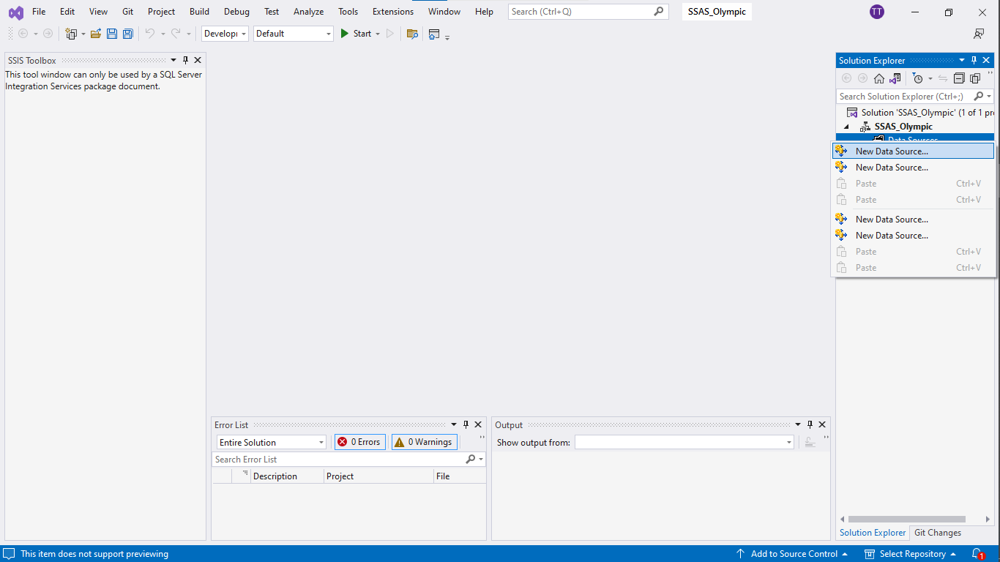 File Edit View Git Project Build Debug Test Analyze Tools Extensions Window Help Search (Ctrl+Q) SSAS_Olympic TT
Develop Default Start
SSIS Toolbox
This tool window can only be used by a SQL Server
Integration Services package document.
Solution Explorer
Search Solution Explorer (Ctrl+;)
Solution 'SSAS_Olympic' (1 of 1 pr
SSAS_Olympic
Data Sources
New Data Source...
New Data Source...
Paste Ctrl+V
Paste Ctrl+V
New Data Source...
New Data Source...
Paste Ctrl+V
Paste Ctrl+V
Error List
Entire Solution 0 Errors 0 Warnings
Search Error List
Description Project File
Output
Show output from:
Solution Explorer Git Changes
This item does not support previewing Add to Source Control Select Repository 1